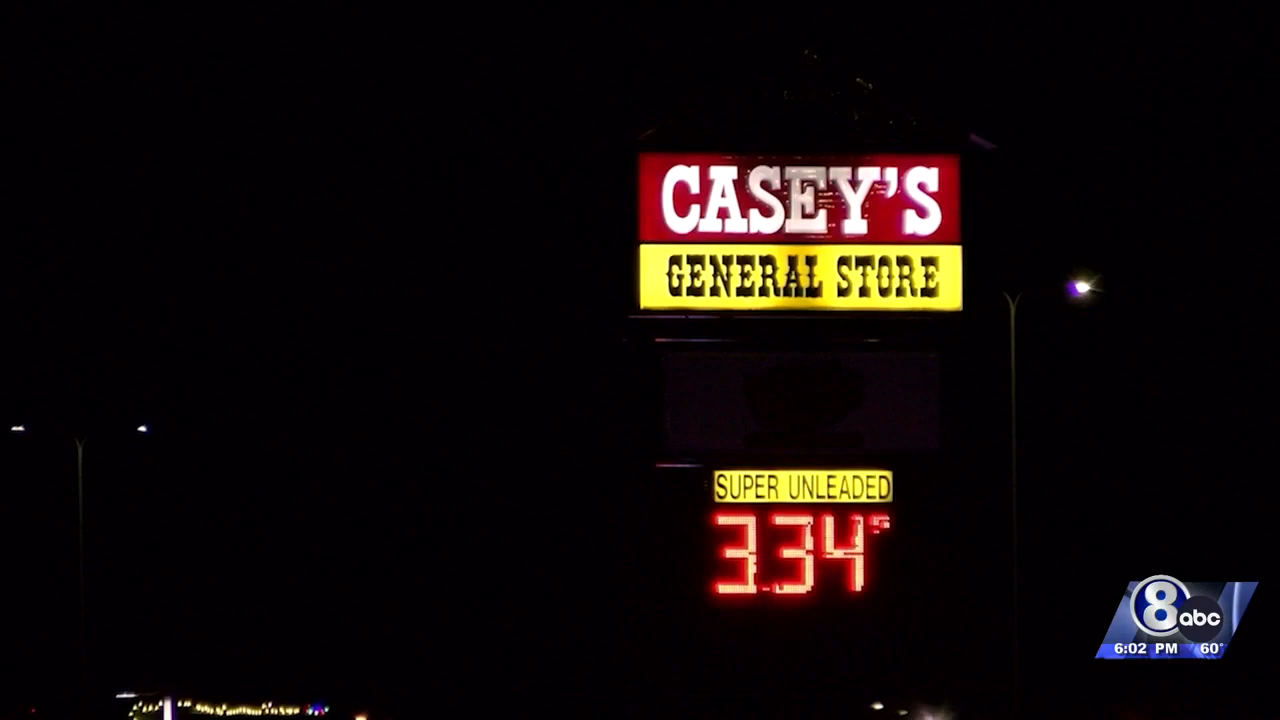 CASEY'S
GENERAL STORE
SUPER UNLEADED
3.34
8 abc
6:02 PM 60°